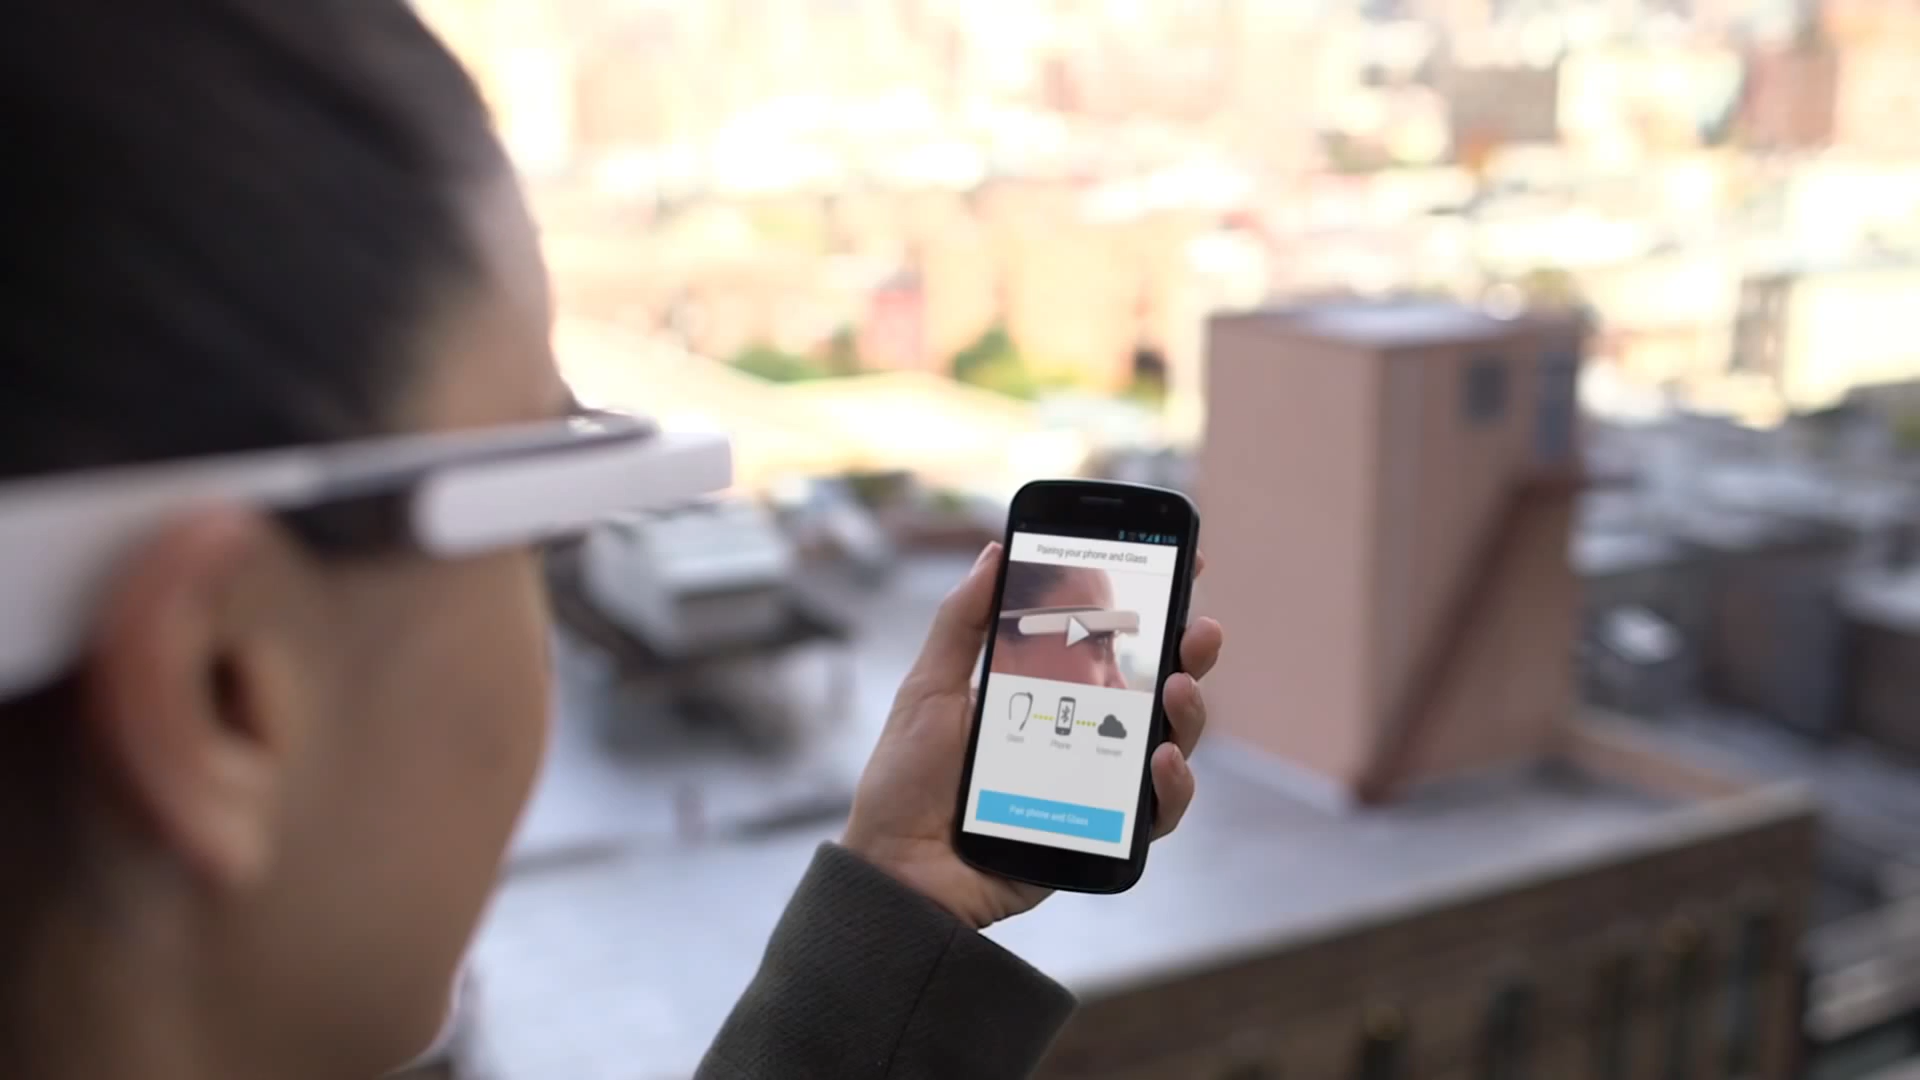 Pairing your phone and Glass
Glass
Phone
Internet
Pair phone and Glass